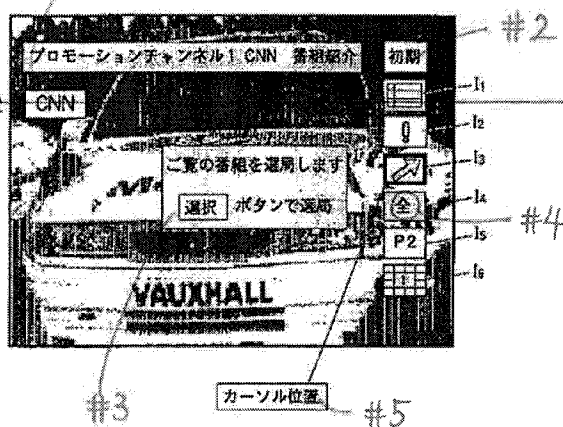 #2
プロモーションチャンネル1 CNN 番組紹介
初期
CNN
I1
I2
ご覧の番組を選局します
I3
選択 ボタンで選局
全
I4
#4
P2
I5
I6
VAUXHALL
#3
カーソル位置
#5